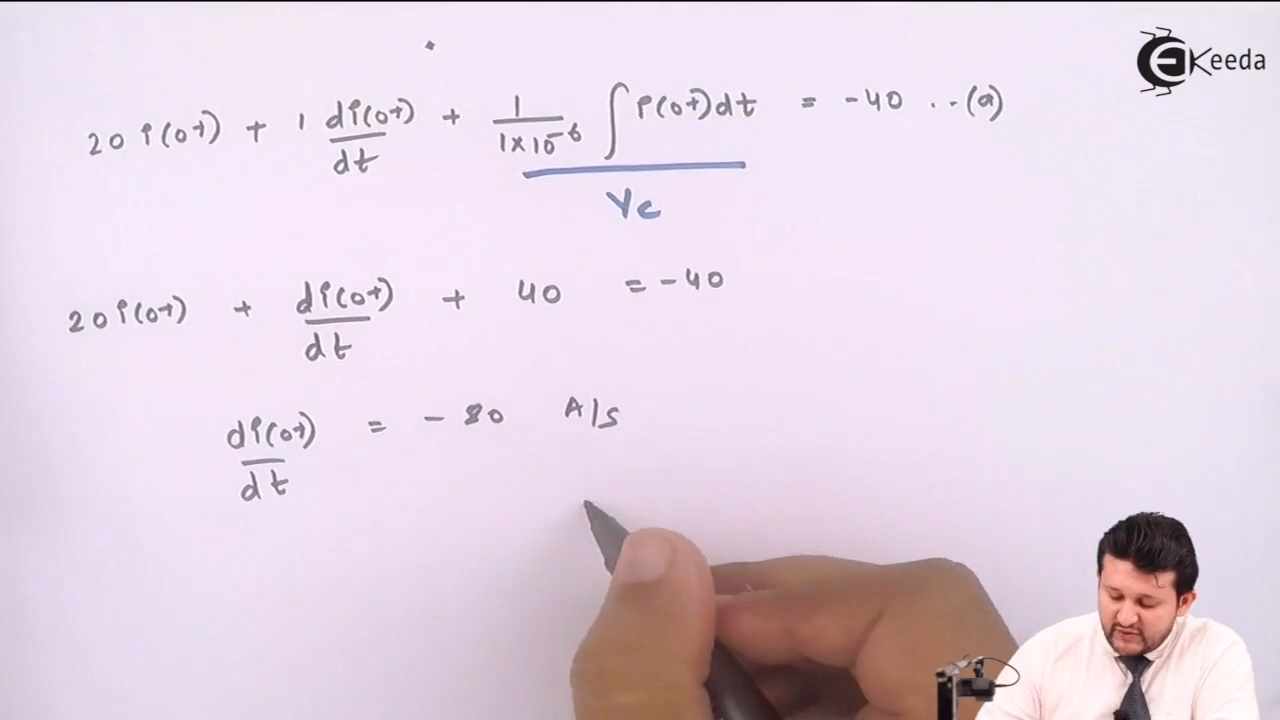 EKeeda
20 i(0+) + 1 di(0+)/dt + 1/1×10^-6 ∫ i(0+)dt = -40 ..(a)
Vc
20i(0+) + di(0+)/dt + 40 = -40
di(0+)/dt = - 80 A/s